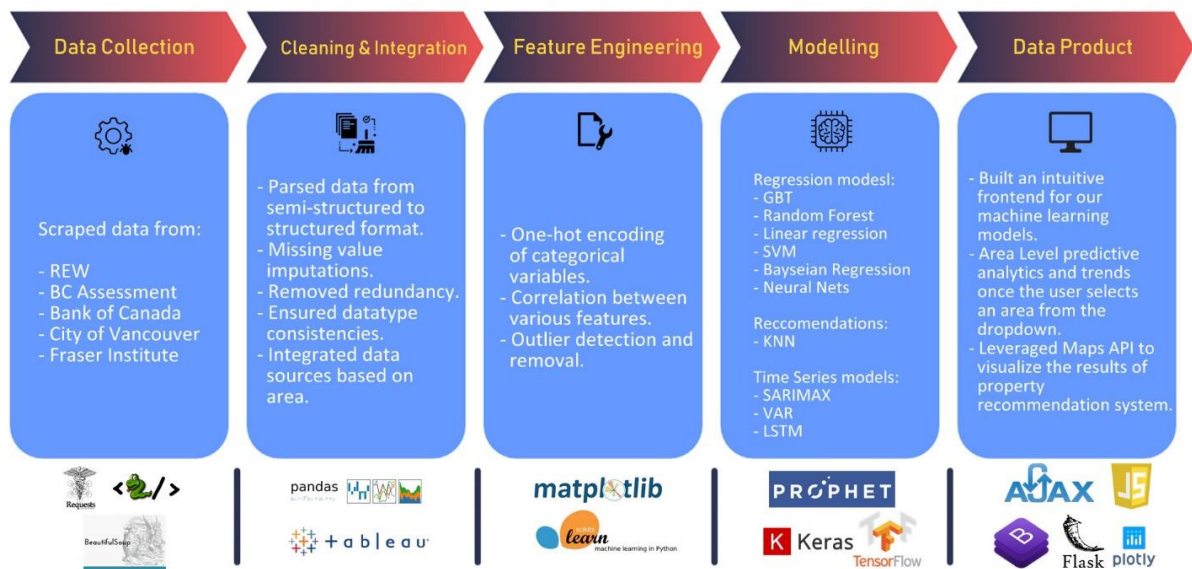 Data Collection
Cleaning & Integration
Feature Engineering
Modelling
Data Product
Scraped data from:
- REW
- BC Assessment
- Bank of Canada
- City of Vancouver
- Fraser Institute
- Parsed data from
semi-structured to
structured format.
- Missing value
imputations.
- Removed redundancy.
- Ensured datatype
consistencies.
- Integrated data
sources based on
area.
- One-hot encoding
of categorical
variables.
- Correlation between
various features.
- Outlier detection and
removal.
Regression modesl:
- GBT
- Random Forest
- Linear regression
- SVM
- Bayseian Regression
- Neural Nets
Reccomendations:
- KNN
Time Series models:
- SARIMAX
- VAR
- LSTM
- Built an intuitive
frontend for our
machine learning
models.
- Area Level predictive
analytics and trends
once the user selects
an area from the
dropdown.
- Leveraged Maps API to
visualize the results of
property
recommendation system.
Requests
</>
BeautifulSoup
pandas
+ a b l e a u
matplotlib
scikits
learn
machine learning in Python
PROPHET
K Keras
TensorFlow
AJAX
JS
B
Flask
plotly